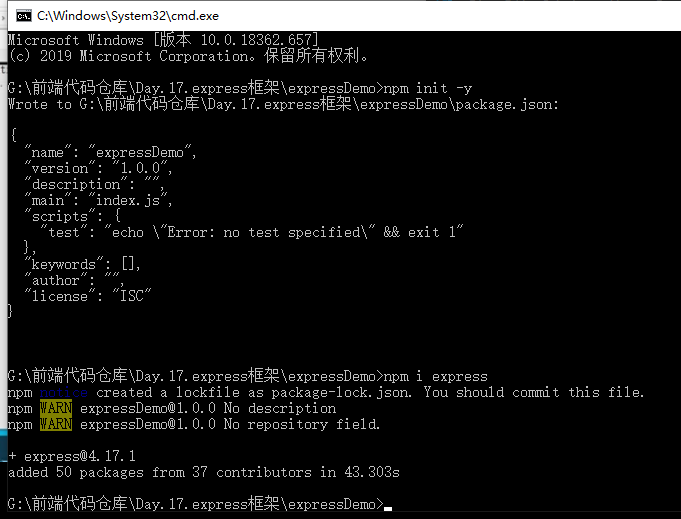 C:\Windows\System32\cmd.exe
Microsoft Windows [版本 10.0.18362.657]
(c) 2019 Microsoft Corporation。保留所有权利。
G:\前端代码仓库\Day.17.express框架\expressDemo>npm init -y
Wrote to G:\前端代码仓库\Day.17.express框架\expressDemo\package.json:
{
"name": "expressDemo",
"version": "1.0.0",
"description": "",
"main": "index.js",
"scripts": {
"test": "echo \"Error: no test specified\" && exit 1"
},
"keywords": [],
"author": "",
"license": "ISC"
}
G:\前端代码仓库\Day.17.express框架\expressDemo>npm i express
npm notice created a lockfile as package-lock.json. You should commit this file.
npm WARN expressDemo@1.0.0 No description
npm WARN expressDemo@1.0.0 No repository field.
+ express@4.17.1
added 50 packages from 37 contributors in 43.303s
G:\前端代码仓库\Day.17.express框架\expressDemo>